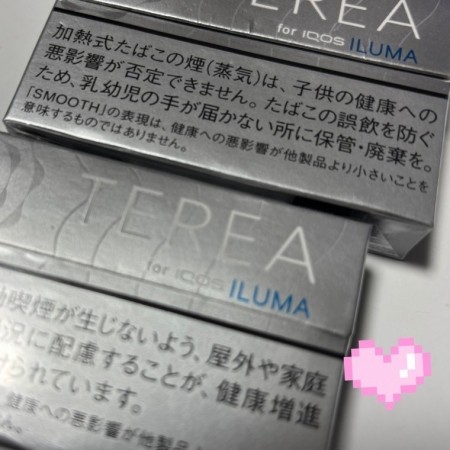 TEREA
for IQOS ILUMA
加熱式たばこの煙(蒸気)は、子供の健康への
悪影響が否定できません。たばこの誤飲を防ぐ
ため、乳幼児の手が届かない所に保管・廃棄を。
「SMOOTH」の表現は、健康への悪影響が他製品より小さいことを
意味するものではありません。
TEREA
for IQOS ILUMA
喫煙が生じないよう、屋外や家庭
況に配慮することが、健康増進
られています。
健康への悪影響が他製品
ん。